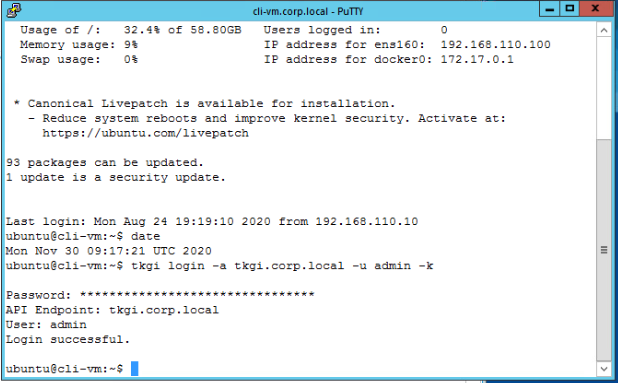 cli-vm.corp.local - PuTTY
Usage of /:   32.4% of 58.80GB   Users logged in:        0
Memory usage: 9%                 IP address for ens160:  192.168.110.100
Swap usage:   0%                 IP address for docker0: 172.17.0.1
* Canonical Livepatch is available for installation.
- Reduce system reboots and improve kernel security. Activate at:
https://ubuntu.com/livepatch
93 packages can be updated.
1 update is a security update.
Last login: Mon Aug 24 19:19:10 2020 from 192.168.110.10
ubuntu@cli-vm:~$ date
Mon Nov 30 09:17:21 UTC 2020
ubuntu@cli-vm:~$ tkgi login -a tkgi.corp.local -u admin -k
Password: ********************************
API Endpoint: tkgi.corp.local
User: admin
Login successful.
ubuntu@cli-vm:~$